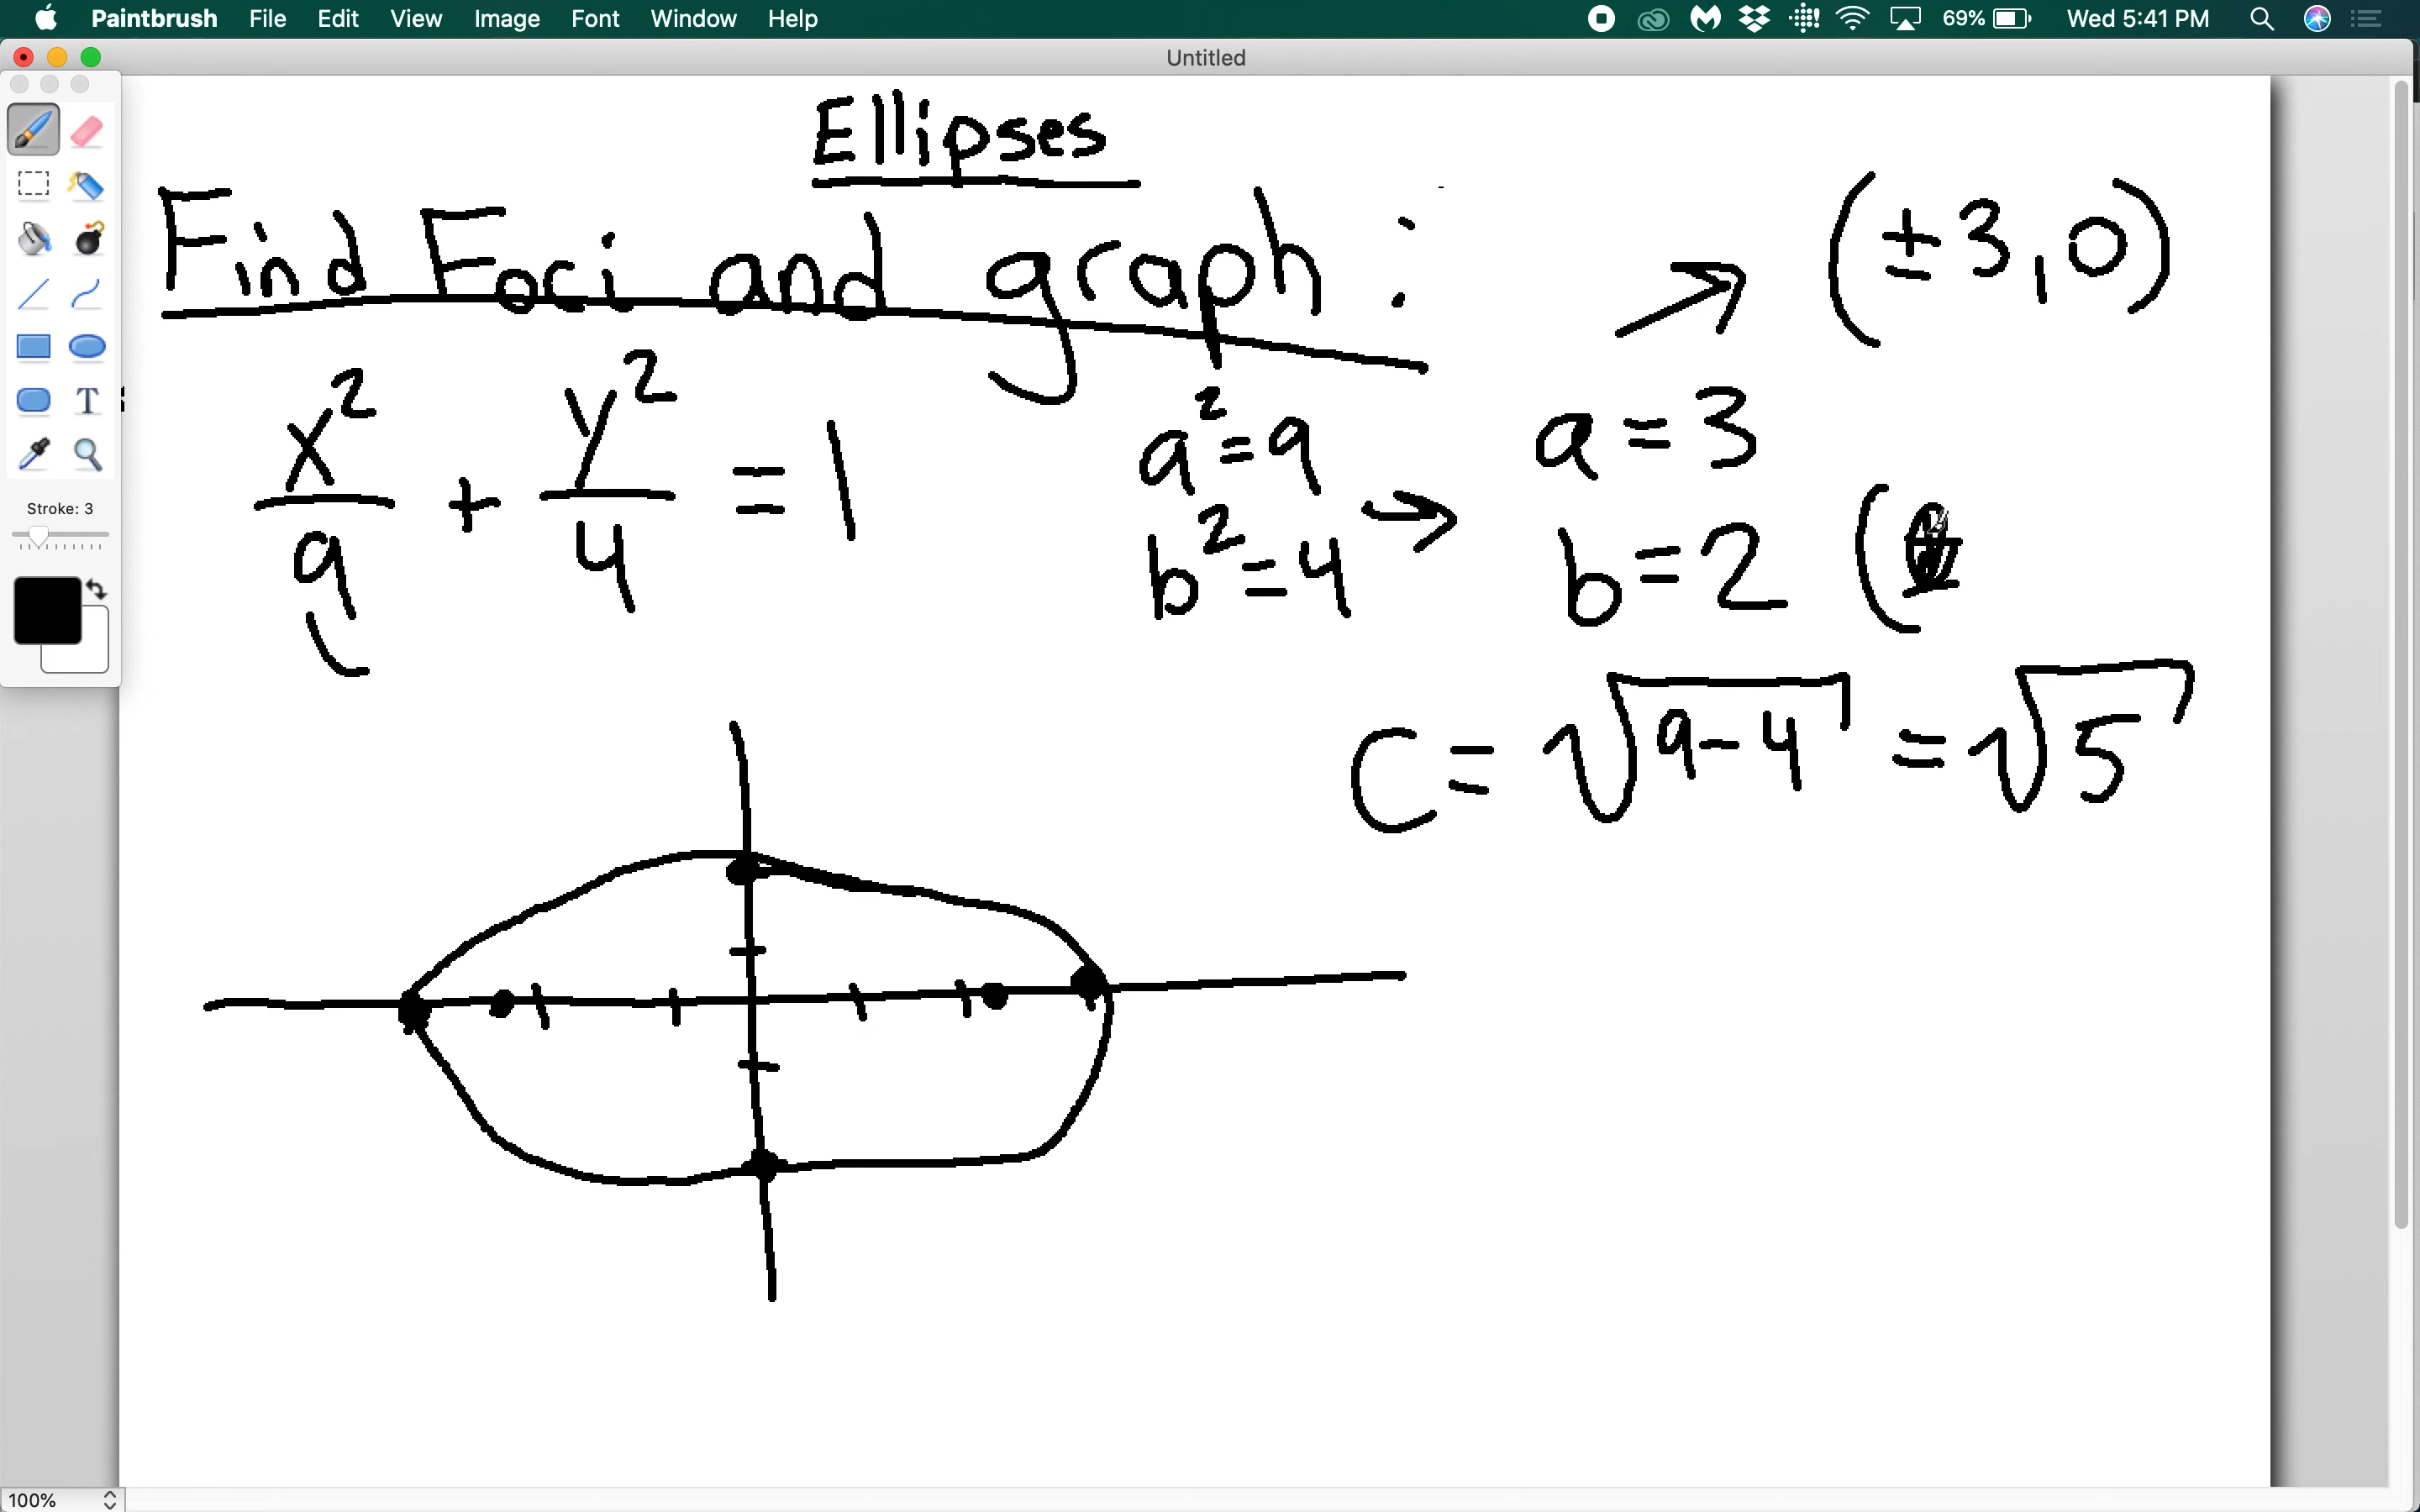 Paintbrush File Edit View Image Font Window Help 69% Wed 5:41 PM
Untitled
Ellipses
Find Foci and graph :
(±3,0)
x²/9 + y²/4 = 1
a²=9
a=3
b²=4 → b=2 (
c = √9-4 = √5
T
Stroke: 3
100%